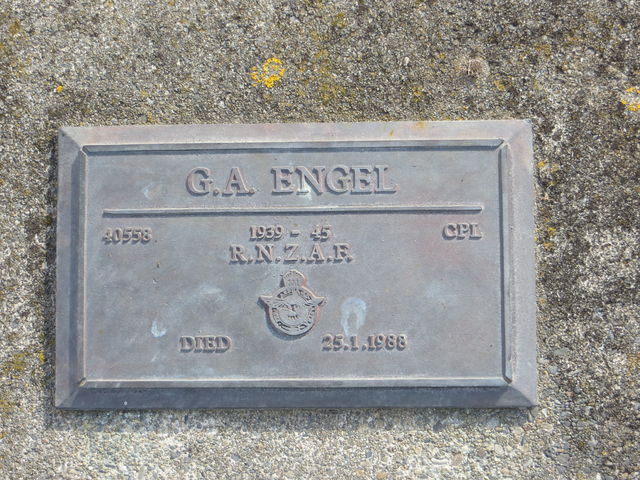 G.A. ENGEL
40558 1939 - 45 CPL
R.N.Z.A.F.
DIED 25.1.1988